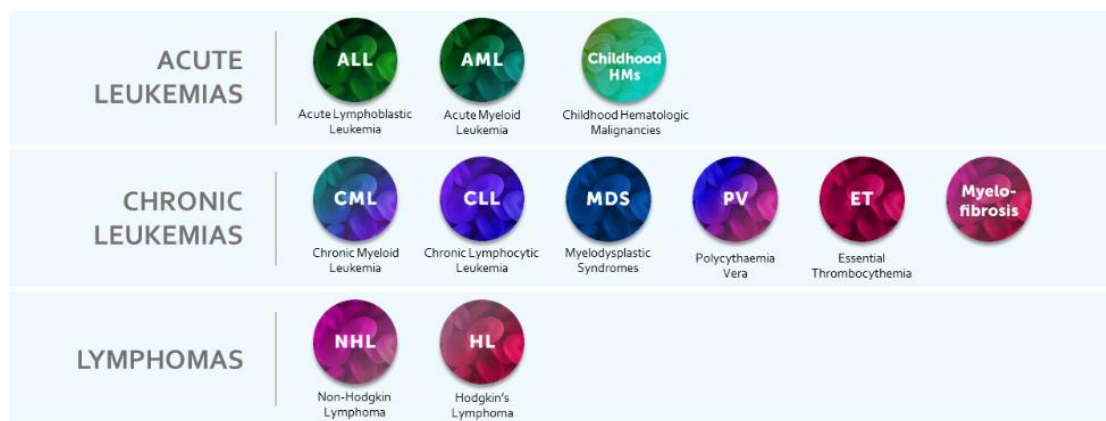 ACUTE
LEUKEMIAS
ALL
Acute Lymphoblastic
Leukemia
AML
Acute Myeloid
Leukemia
Childhood
HMs
Childhood Hematologic
Malignancies
CHRONIC
LEUKEMIAS
CML
Chronic Myeloid
Leukemia
CLL
Chronic Lymphocytic
Leukemia
MDS
Myelodysplastic
Syndromes
PV
Polycythaemia
Vera
ET
Essential
Thrombocythemia
Myelo-
fibrosis
LYMPHOMAS
NHL
Non-Hodgkin
Lymphoma
HL
Hodgkin's
Lymphoma